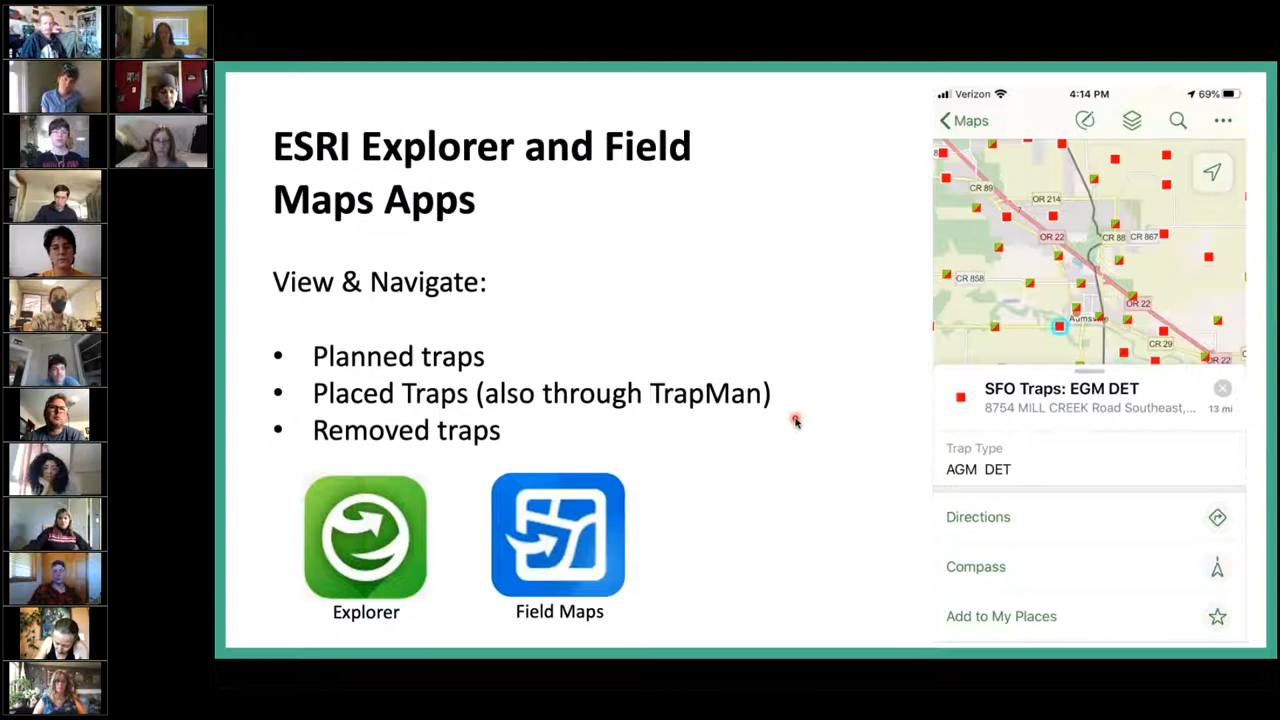 ESRI Explorer and Field
Maps Apps
View & Navigate:
• Planned traps
• Placed Traps (also through TrapMan)
• Removed traps
Explorer
Field Maps
Verizon
4:14 PM
69%
Maps
CR 89
OR 214
OR 22
CR 88
CR 867
CR 858
OR 22
CR 29
OR 22
SFO Traps: EGM DET
8754 MILL CREEK Road Southeast,...
13 mi
Trap Type
AGM DET
Directions
Compass
Add to My Places